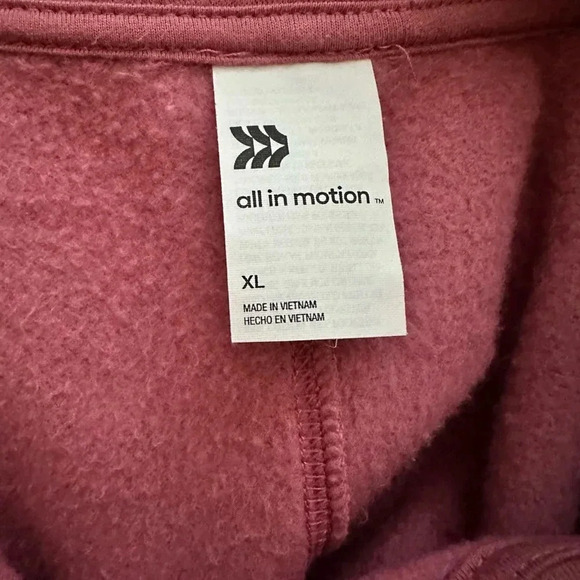 all in motion ™
XL
MADE IN VIETNAM
HECHO EN VIETNAM